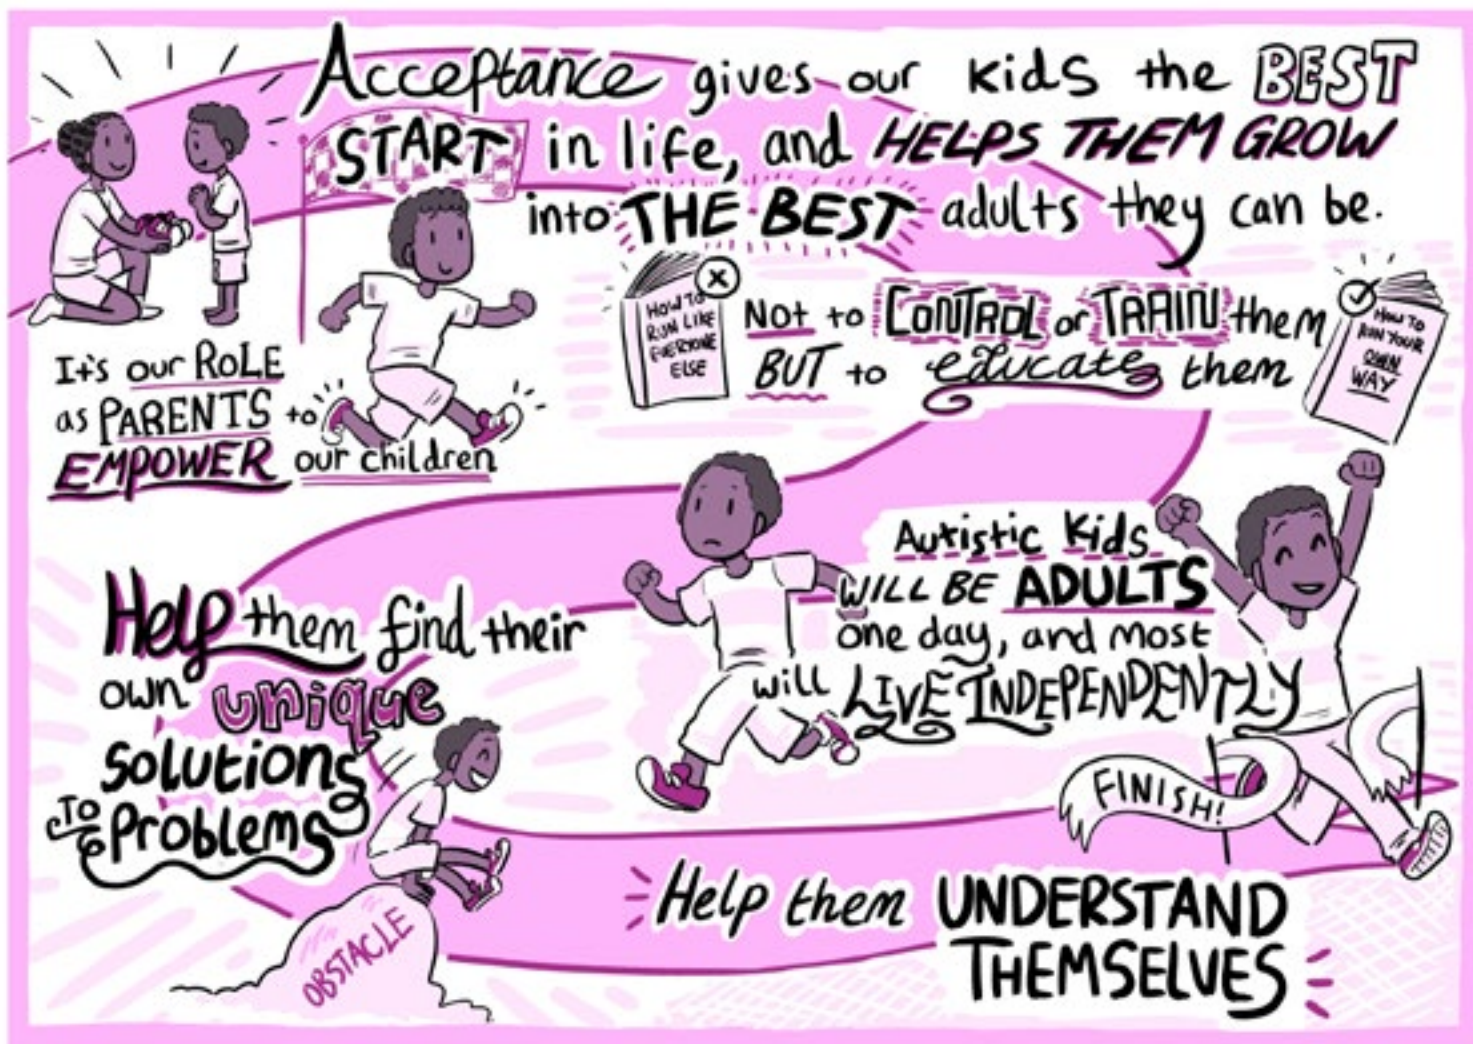 Acceptance gives our kids the BEST
START in life, and HELPS THEM GROW
into THE BEST adults they can be.
HOW TO
RUN LIKE
EVERYONE
ELSE
Not to CONTROL or TRAIN them
BUT to educate them
HOW TO
RUN YOUR
OWN
WAY
It's our ROLE
as PARENTS to
EMPOWER our children
Autistic Kids
WILL BE ADULTS
one day, and most
will LIVE INDEPENDENTLY
Help them find their
own unique
solutions
TO Problems
OBSTACLE
FINISH!
Help them UNDERSTAND
THEMSELVES